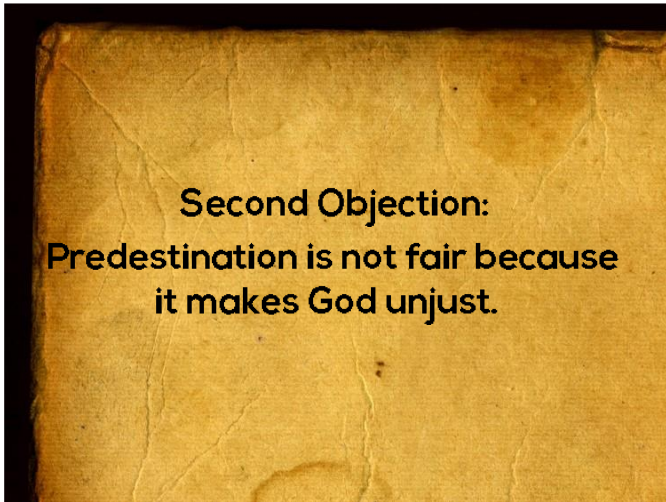 Second Objection:
Predestination is not fair because
it makes God unjust.